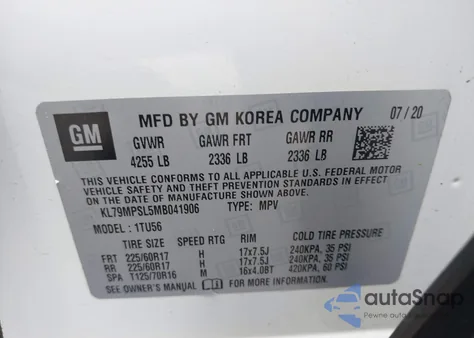 GM
MFD BY GM KOREA COMPANY 07/20
GVWR GAWR FRT GAWR RR
4255 LB 2336 LB 2336 LB
THIS VEHICLE CONFORMS TO ALL APPLICABLE U.S. FEDERAL MOTOR
VEHICLE SAFETY AND THEFT PREVENTION STANDARDS IN EFFECT ON
THE DATE OF MANUFACTURE SHOWN ABOVE.
KL79MPSL5MB041906 TYPE: MPV
MODEL: 1TU56
TIRE SIZE SPEED RTG RIM COLD TIRE PRESSURE
FRT 225/60R17 H 17x7.5J 240KPA, 35 PSI
RR 225/60R17 H 17x7.5J 240KPA, 35 PSI
SPA T125/70R16 M 16x4.0BT 420KPA, 60 PSI
SEE OWNER'S MANUAL FOR MORE INFORMATION.
autoSnap
Pewne auto w dobrej cenie